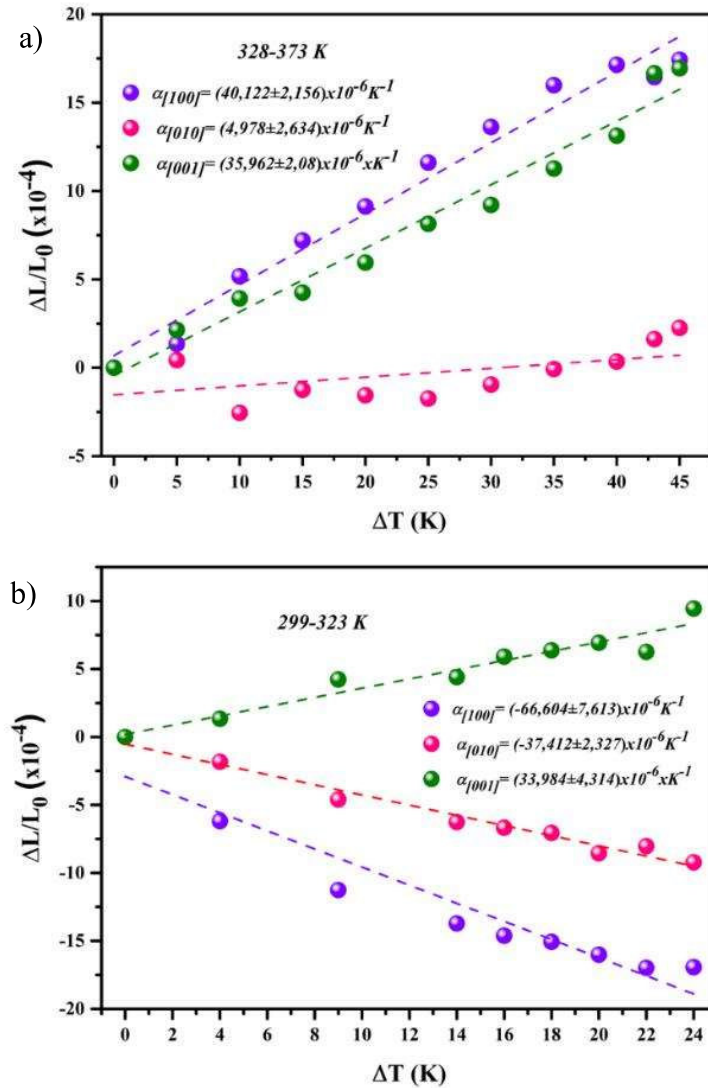 a)
328-373 K
α[100]= (40,122±2,156)x10⁻⁶K⁻¹
α[010]= (4,978±2,634)x10⁻⁶K⁻¹
α[001]= (35,962±2,08)x10⁻⁶xK⁻¹
ΔL/L₀ (x10⁻⁴)
20
15
10
5
0
-5
0 5 10 15 20 25 30 35 40 45
ΔT (K)
b)
299-323 K
α[100]= (-66,604±7,613)x10⁻⁶K⁻¹
α[010]= (-37,412±2,327)x10⁻⁶K⁻¹
α[001]= (33,984±4,314)x10⁻⁶xK⁻¹
ΔL/L₀ (x10⁻⁴)
10
5
0
-5
-10
-15
-20
0 2 4 6 8 10 12 14 16 18 20 22 24
ΔT (K)